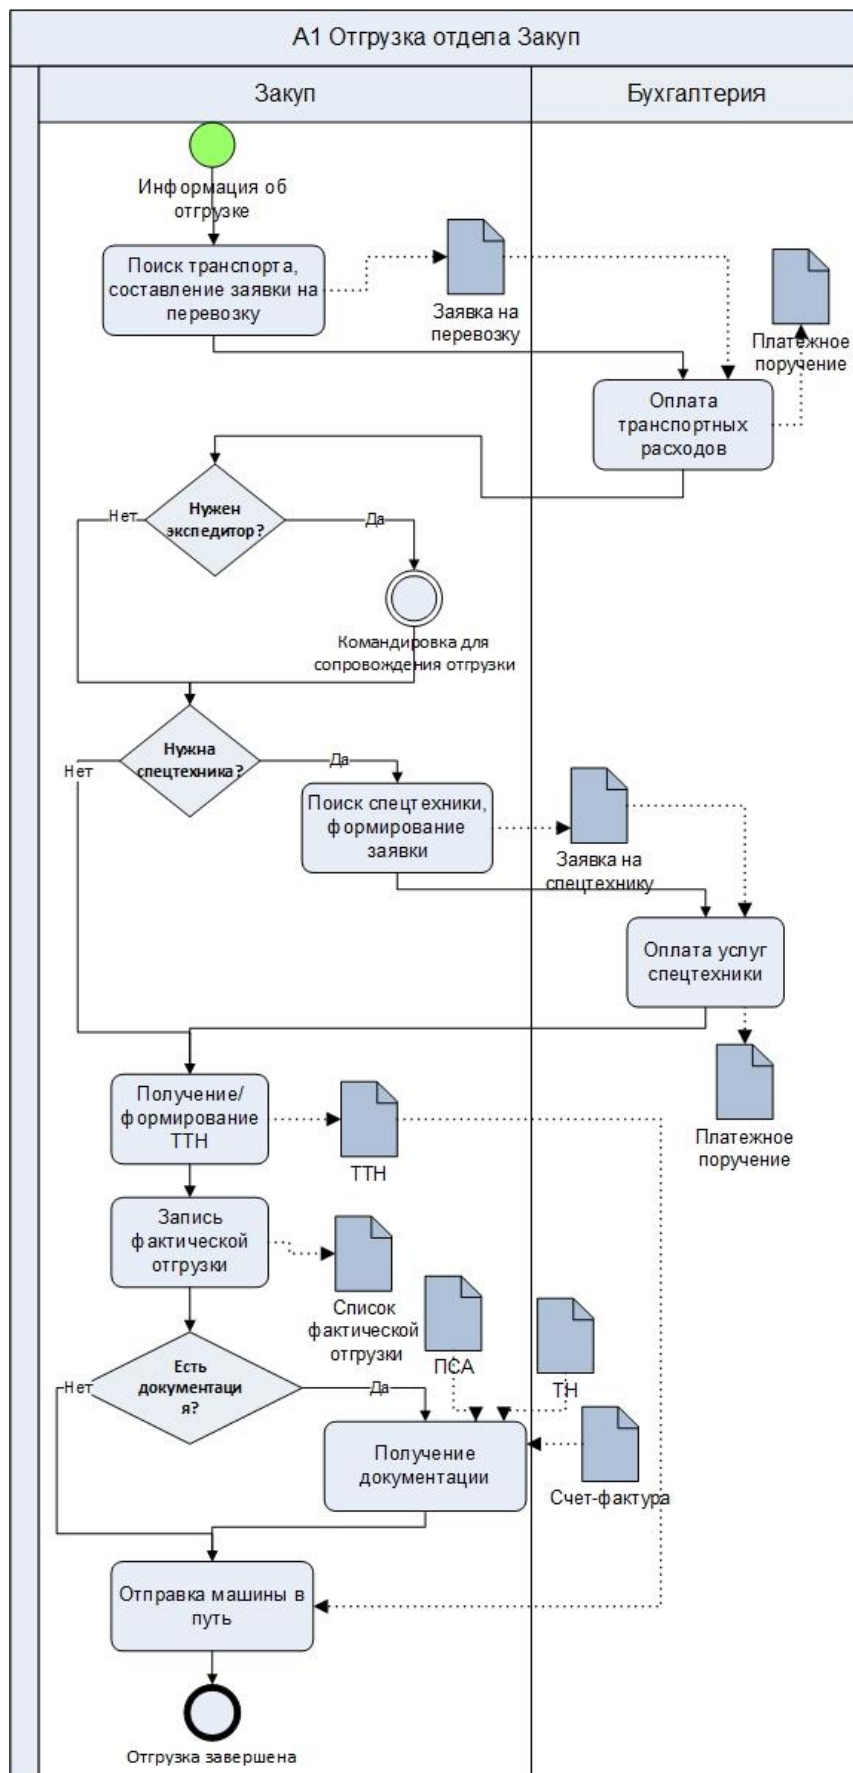 А1 Отгрузка отдела Закуп
Закуп
Бухгалтерия
Информация об
отгрузке
Поиск транспорта,
составление заявки на
перевозку
Заявка на
перевозку
Платежное
поручение
Оплата
транспортных
расходов
Нужен
экспедитор?
Нет
Да
Командировка для
сопровождения отгрузки
Нужна
спецтехника?
Нет
Да
Поиск спецтехники,
формирование
заявки
Заявка на
спецтехнику
Оплата услуг
спецтехники
Платежное
поручение
Получение/
формирование
ТТН
ТТН
Запись
фактической
отгрузки
Список
фактической
отгрузки
ПСА
ТН
Есть
документаци
я?
Нет
Да
Получение
документации
Счет-фактура
Отправка машины в
путь
Отгрузка завершена